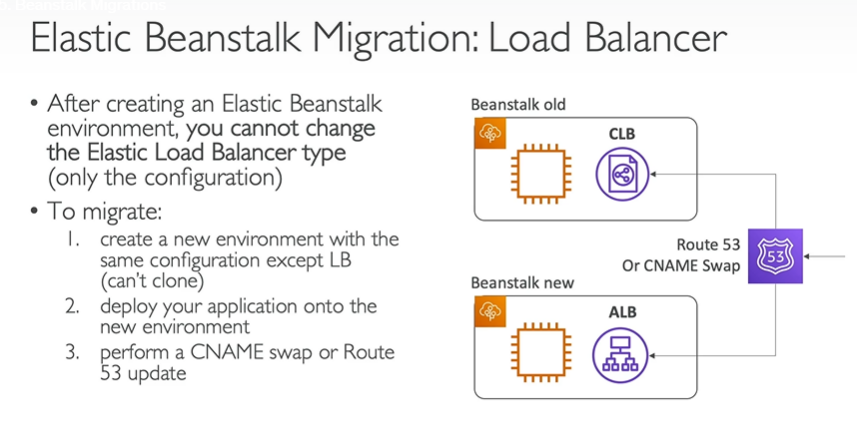 Elastic Beanstalk Migration: Load Balancer
• After creating an Elastic Beanstalk
environment, you cannot change
the Elastic Load Balancer type
(only the configuration)
• To migrate:
1. create a new environment with the
same configuration except LB
(can't clone)
2. deploy your application onto the
new environment
3. perform a CNAME swap or Route
53 update
Beanstalk old
CLB
Route 53
Or CNAME Swap
53
Beanstalk new
ALB